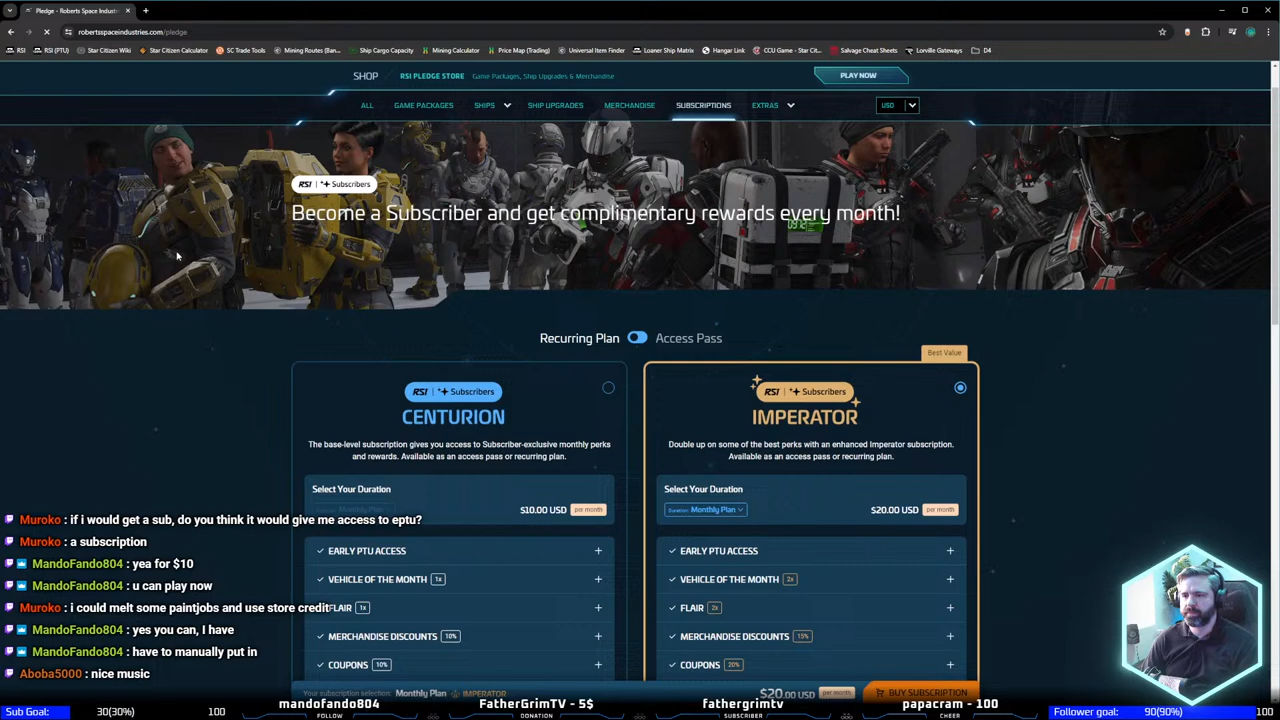 Pledge - Roberts Space Industri
robertsspaceindustries.com/pledge
RSI
RSI (PTU)
Star Citizen Wiki
Star Citizen Calculator
SC Trade Tools
Mining Routes (Ban...
Ship Cargo Capacity
Mining Calculator
Price Map (Trading)
Universal Item Finder
Loaner Ship Matrix
Hangar Link
CCU Game - Star Cit...
Salvage Cheat Sheets
Lorville Gateways
D4
SHOP
RSI PLEDGE STORE
Game Packages, Ship Upgrades & Merchandise
PLAY NOW
ALL
GAME PACKAGES
SHIPS
SHIP UPGRADES
MERCHANDISE
SUBSCRIPTIONS
EXTRAS
USD
RSI | Subscribers
Become a Subscriber and get complimentary rewards every month!
Recurring Plan
Access Pass
Best Value
RSI | Subscribers
CENTURION
The base-level subscription gives you access to Subscriber-exclusive monthly perks
and rewards. Available as an access pass or recurring plan.
Select Your Duration
$10.00 USD
per month
EARLY PTU ACCESS
VEHICLE OF THE MONTH 1x
FLAIR 1x
MERCHANDISE DISCOUNTS 10%
COUPONS 10%
RSI | Subscribers
IMPERATOR
Double up on some of the best perks with an enhanced Imperator subscription.
Available as an access pass or recurring plan.
Select Your Duration
Duration: Monthly Plan
$20.00 USD
per month
EARLY PTU ACCESS
VEHICLE OF THE MONTH 2x
FLAIR 2x
MERCHANDISE DISCOUNTS 15%
COUPONS 20%
Your subscription selection: Monthly Plan IMPERATOR
$20.00 USD
per month
BUY SUBSCRIPTION
Muroko : if i would get a sub, do you think it would give me access to eptu?
Muroko : a subscription
MandoFando804 : yea for $10
MandoFando804 : u can play now
Muroko : i could melt some paintjobs and use store credit
MandoFando804 : yes you can, I have
MandoFando804 : have to manually put in
Aboba5000 : nice music
Sub Goal:
30(30%)
100
mandofando804
FOLLOW
FatherGrimTV - 5$
DONATION
fathergrimtv
SUBSCRIBER
papacram - 100
CHEER
Follower goal:
90(90%)
100